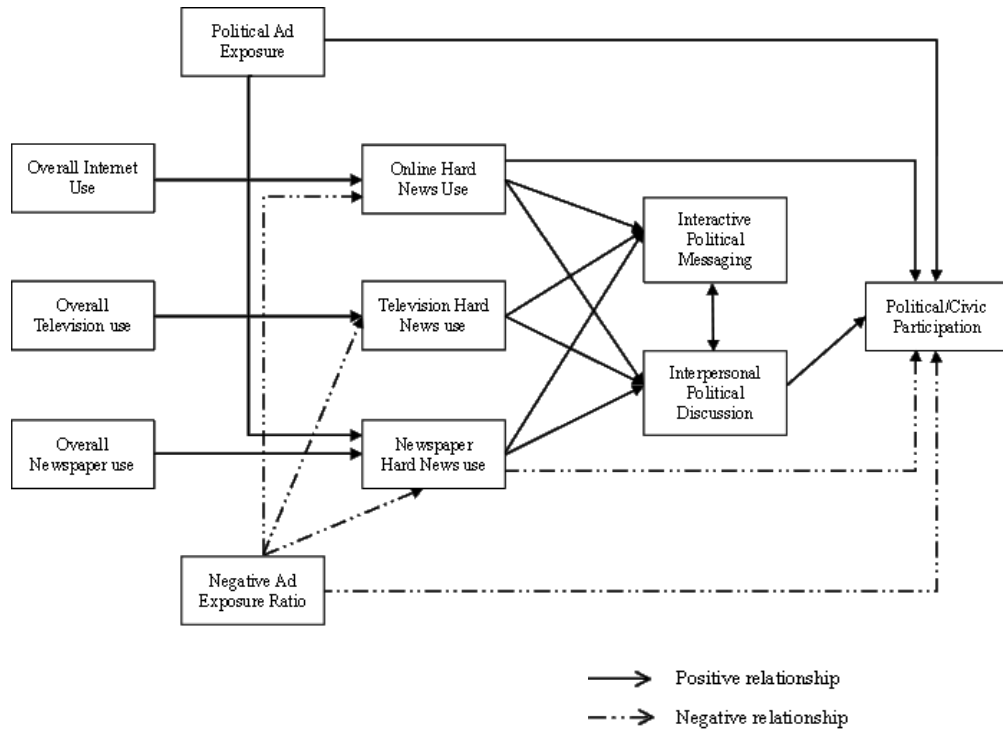 Political Ad
Exposure
Overall Internet
Use
Online Hard
News Use
Interactive
Political
Messaging
Overall
Television use
Television Hard
News use
Political/Civic
Participation
Interpersonal
Political
Discussion
Overall
Newspaper use
Newspaper
Hard News use
Negative Ad
Exposure Ratio
Positive relationship
Negative relationship